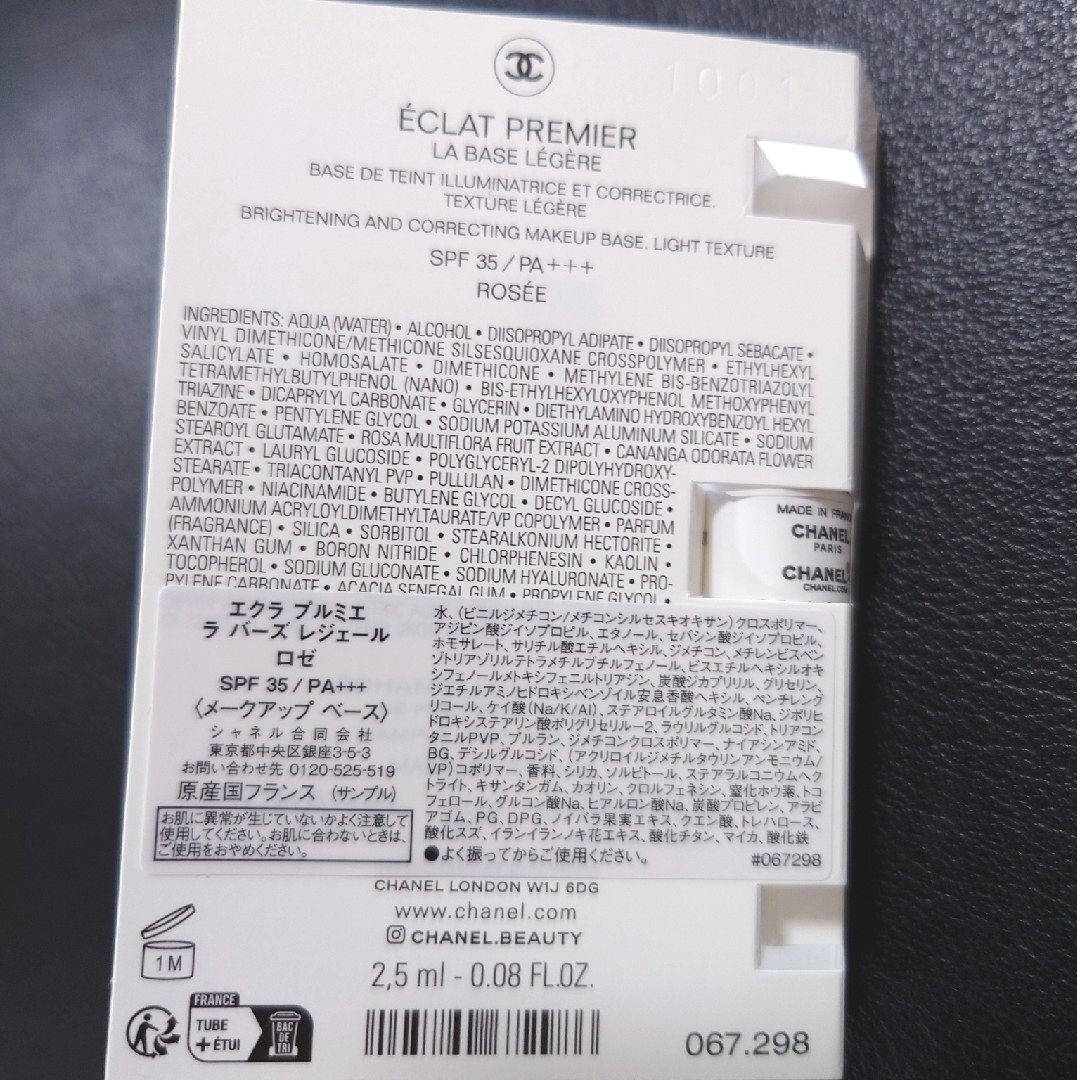 1001
ÉCLAT PREMIER
LA BASE LÉGÈRE
BASE DE TEINT ILLUMINATRICE ET CORRECTRICE.
TEXTURE LÉGÈRE
BRIGHTENING AND CORRECTING MAKEUP BASE. LIGHT TEXTURE
SPF 35 / PA+++
ROSÉE
INGREDIENTS: AQUA (WATER) • ALCOHOL • DIISOPROPYL ADIPATE • DIISOPROPYL SEBACATE •
VINYL DIMETHICONE/METHICONE SILSESQUIOXANE CROSSPOLYMER • ETHYLHEXYL
SALICYLATE • HOMOSALATE • DIMETHICONE • METHYLENE BIS-BENZOTRIAZOLYL
TETRAMETHYLBUTYLPHENOL (NANO) • BIS-ETHYLHEXYLOXYPHENOL METHOXYPHENYL
TRIAZINE • DICAPRYLYL CARBONATE • GLYCERIN • DIETHYLAMINO HYDROXYBENZOYL HEXYL
BENZOATE • PENTYLENE GLYCOL • SODIUM POTASSIUM ALUMINUM SILICATE • SODIUM
STEAROYL GLUTAMATE • ROSA MULTIFLORA FRUIT EXTRACT • CANANGA ODORATA FLOWER
EXTRACT • LAURYL GLUCOSIDE • POLYGLYCERYL-2 DIPOLYHYDROXY-
STEARATE • TRIACONTANYL PVP • PULLULAN • DIMETHICONE CROSS-
POLYMER • NIACINAMIDE • BUTYLENE GLYCOL • DECYL GLUCOSIDE •
AMMONIUM ACRYLOYLDIMETHYLTAURATE/VP COPOLYMER • PARFUM
(FRAGRANCE) • SILICA • SORBITOL • STEARALKONIUM HECTORITE •
XANTHAN GUM • BORON NITRIDE • CHLORPHENESIN • KAOLIN •
TOCOPHEROL • SODIUM GLUCONATE • SODIUM HYALURONATE • PRO-
PYLENE CARBONATE • ACACIA SENEGAL GUM • PROPYLENE GLYCOL •
MADE IN FRAN
CHANEL
PARIS
CHANEL
CHANEL.COM
エクラ プルミエ
ラ バーズ レジェール
ロゼ
SPF 35 / PA+++
〈メークアップ ベース〉
シャネル合同会社
東京都中央区銀座3-5-3
お問い合わせ先 0120-525-519
原産国フランス (サンプル)
お肌に異常が生じていないかよく注意して
使用してください。お肌に合わないときは、
ご使用をおやめください。
水、(ビニルジメチコン/メチコンシルセスキオキサン)クロスポリマー、
アジピン酸ジイソプロピル、エタノール、セバシン酸ジイソプロピル、
ホモサレート、サリチル酸エチルヘキシル、ジメチコン、メチレンビスベン
ゾトリアゾリルテトラメチルブチルフェノール、ビスエチルヘキシルオキ
シフェノールメトキシフェニルトリアジン、炭酸ジカプリリル、グリセリン、
ジエチルアミノヒドロキシベンゾイル安息香酸ヘキシル、ペンチレング
リコール、ケイ酸(Na/K/Al)、ステアロイルグルタミン酸Na、ジポリヒ
ドロキシステアリン酸ポリグリセリル-2、ラウリルグルコシド、トリアコン
タニルPVP、プルラン、ジメチコンクロスポリマー、ナイアシンアミド、
BG、デシルグルコシド、(アクリロイルジメチルタウリンアンモニウム/
VP)コポリマー、香料、シリカ、ソルビトール、ステアラルコニウムヘク
トライト、キサンタンガム、カオリン、クロルフェネシン、窒化ホウ素、トコ
フェロール、グルコン酸Na、ヒアルロン酸Na、炭酸プロピレン、アラビ
アゴム、PG、DPG、ノイバラ果実エキス、クエン酸、トレハロース、
酸化スズ、イランイランノキ花エキス、酸化チタン、マイカ、酸化鉄
●よく振ってからご使用ください。 #067298
CHANEL LONDON W1J 6DG
www.chanel.com
CHANEL.BEAUTY
2,5 ml - 0.08 FL.OZ.
1M
FRANCE
TUBE
+ ÉTUI
BAC
DE
TRI
067.298